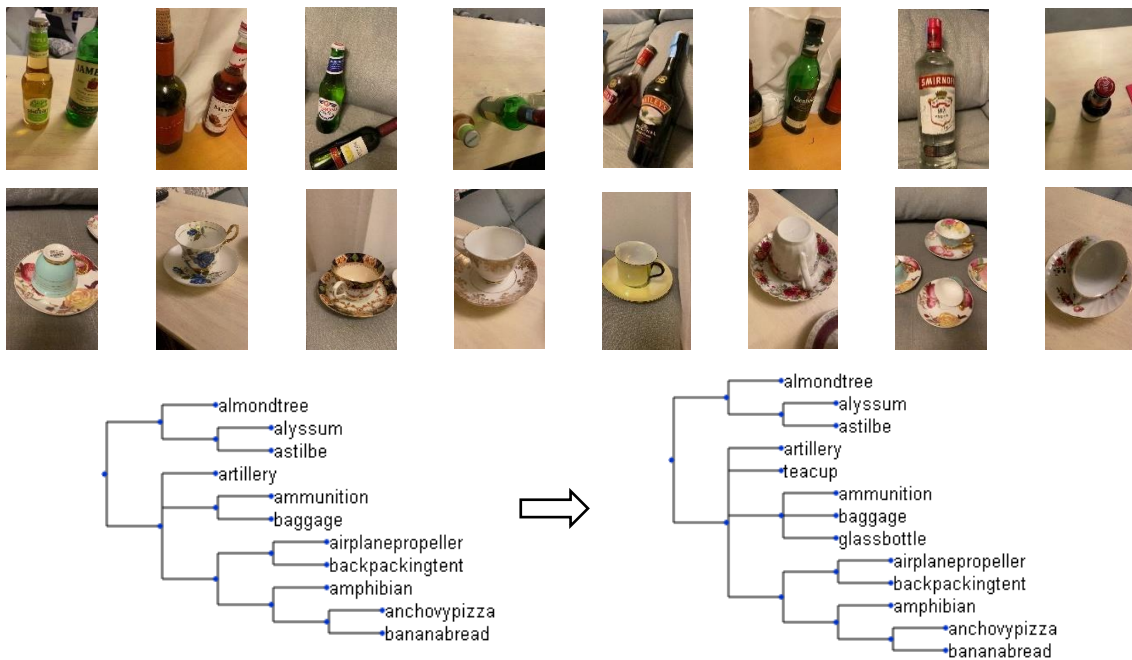 JAME
SMIRNOFF
BAILEYS
almondtree
alyssum
astilbe
artillery
ammunition
baggage
airplanepropeller
backpackingtent
amphibian
anchovypizza
bananabread
almondtree
alyssum
astilbe
artillery
teacup
ammunition
baggage
glassbottle
airplanepropeller
backpackingtent
amphibian
anchovypizza
bananabread